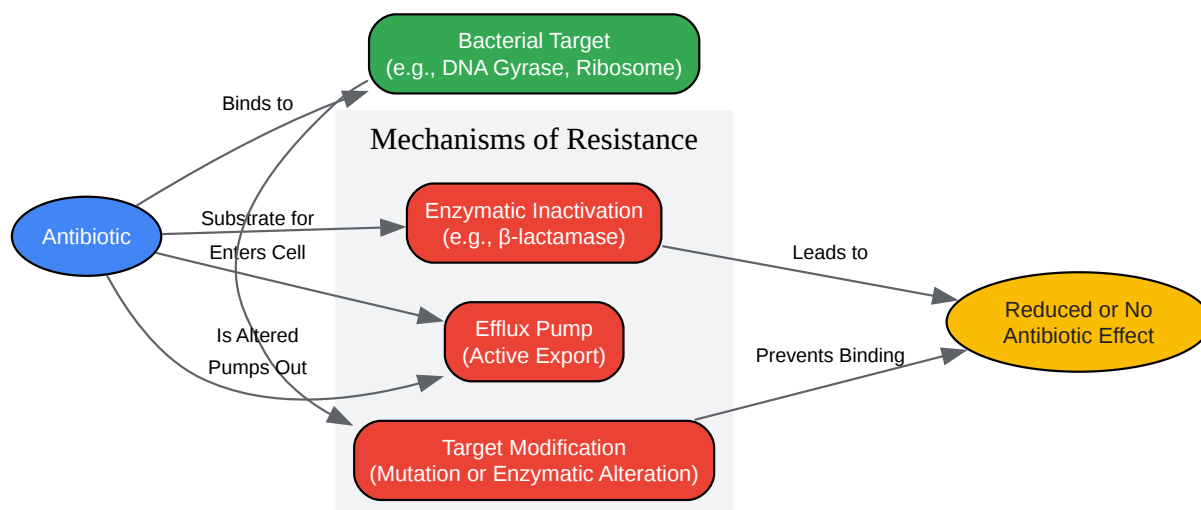 Bacterial Target
(e.g., DNA Gyrase, Ribosome)
Binds to
Mechanisms of Resistance
Antibiotic
Substrate for
Enters Cell
Enzymatic Inactivation
(e.g., β-lactamase)
Leads to
Is Altered
Pumps Out
Efflux Pump
(Active Export)
Reduced or No
Antibiotic Effect
Prevents Binding
Target Modification
(Mutation or Enzymatic Alteration)